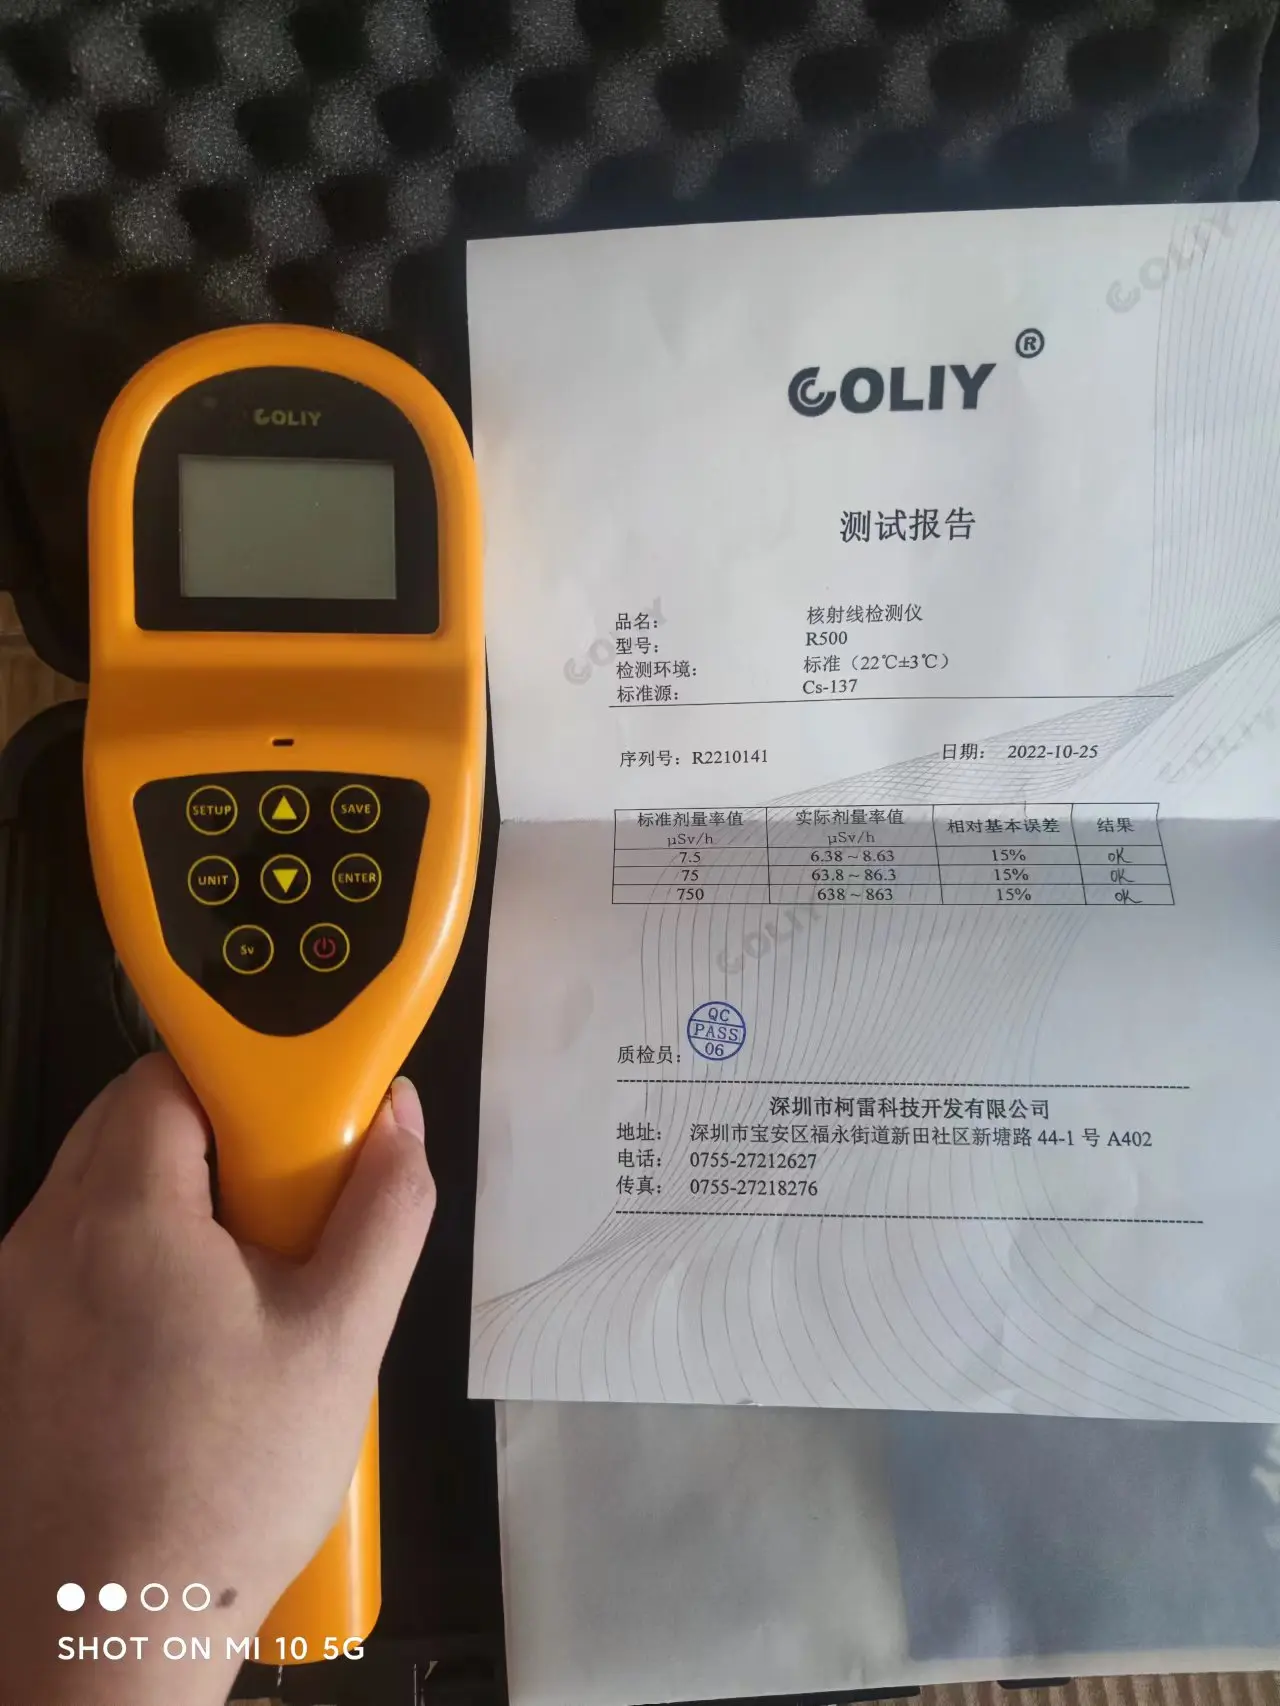 COLIY
SETUP
SAVE
UNIT
ENTER
Sv
COLIY
COLIY ®
测试报告
品名： 核射线检测仪
型号： R500
检测环境： 标准（22℃±3℃）
标准源： Cs-137
COLIY
序列号：R2210141 日期： 2022-10-25
COLIY
标准剂量率值 μSv/h 实际剂量率值 μSv/h 相对基本误差 结果
7.5 6.38～8.63 15% OK
75 63.8～86.3 15% OK
750 638～863 15% OK
COLIY
QC
PASS
06
质检员：
深圳市柯雷科技开发有限公司
地址： 深圳市宝安区福永街道新田社区新塘路 44-1 号 A402
电话： 0755-27212627
传真： 0755-27218276
SHOT ON MI 10 5G